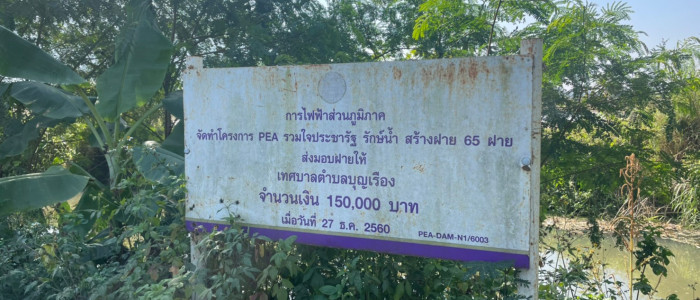 การไฟฟ้าส่วนภูมิภาค
จัดทำโครงการ PEA รวมใจประชารัฐ รักษ์น้ำ สร้างฝาย 65 ฝาย
ส่งมอบฝายให้
เทศบาลตำบลบุญเรือง
จำนวนเงิน 150,000 บาท
เมื่อวันที่ 27 ธ.ค. 2560
PEA-DAM-N1/6003